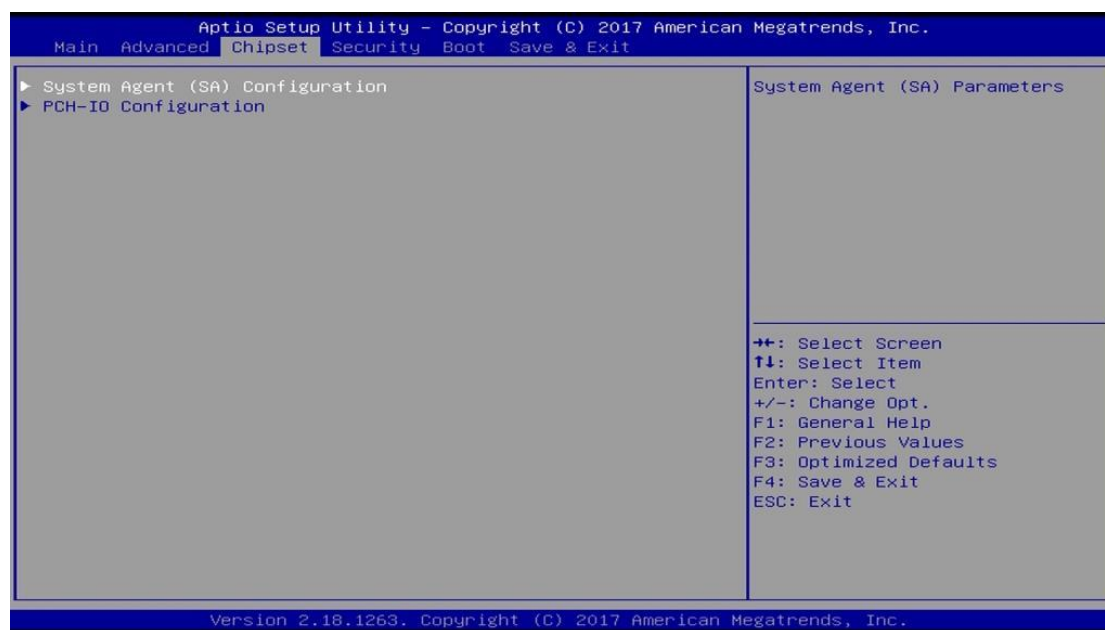 Aptio Setup Utility – Copyright (C) 2017 American Megatrends, Inc.
Main Advanced Chipset Security Boot Save & Exit
► System Agent (SA) Configuration
► PCH-IO Configuration
System Agent (SA) Parameters
→←: Select Screen
↑↓: Select Item
Enter: Select
+/-: Change Opt.
F1: General Help
F2: Previous Values
F3: Optimized Defaults
F4: Save & Exit
ESC: Exit
Version 2.18.1263. Copyright (C) 2017 American Megatrends, Inc.